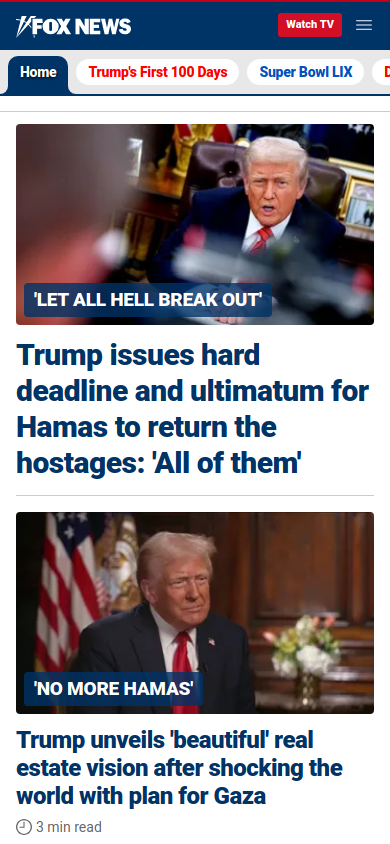 FOX NEWS
Watch TV
Home
Trump's First 100 Days
Super Bowl LIX
'LET ALL HELL BREAK OUT'
Trump issues hard
deadline and ultimatum for
Hamas to return the
hostages: 'All of them'
'NO MORE HAMAS'
Trump unveils 'beautiful' real
estate vision after shocking the
world with plan for Gaza
3 min read